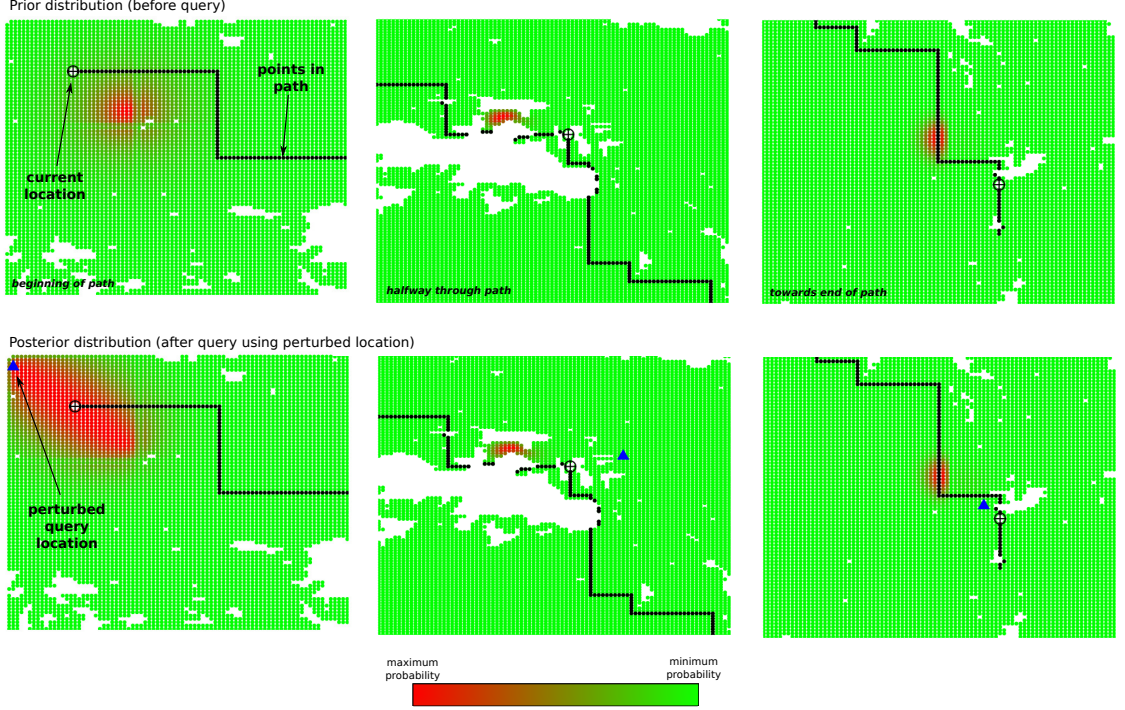 Prior distribution (before query)
points in
path
current
location
beginning of path
halfway through path
towards end of path
Posterior distribution (after query using perturbed location)
perturbed
query
location
maximum
probability
minimum
probability